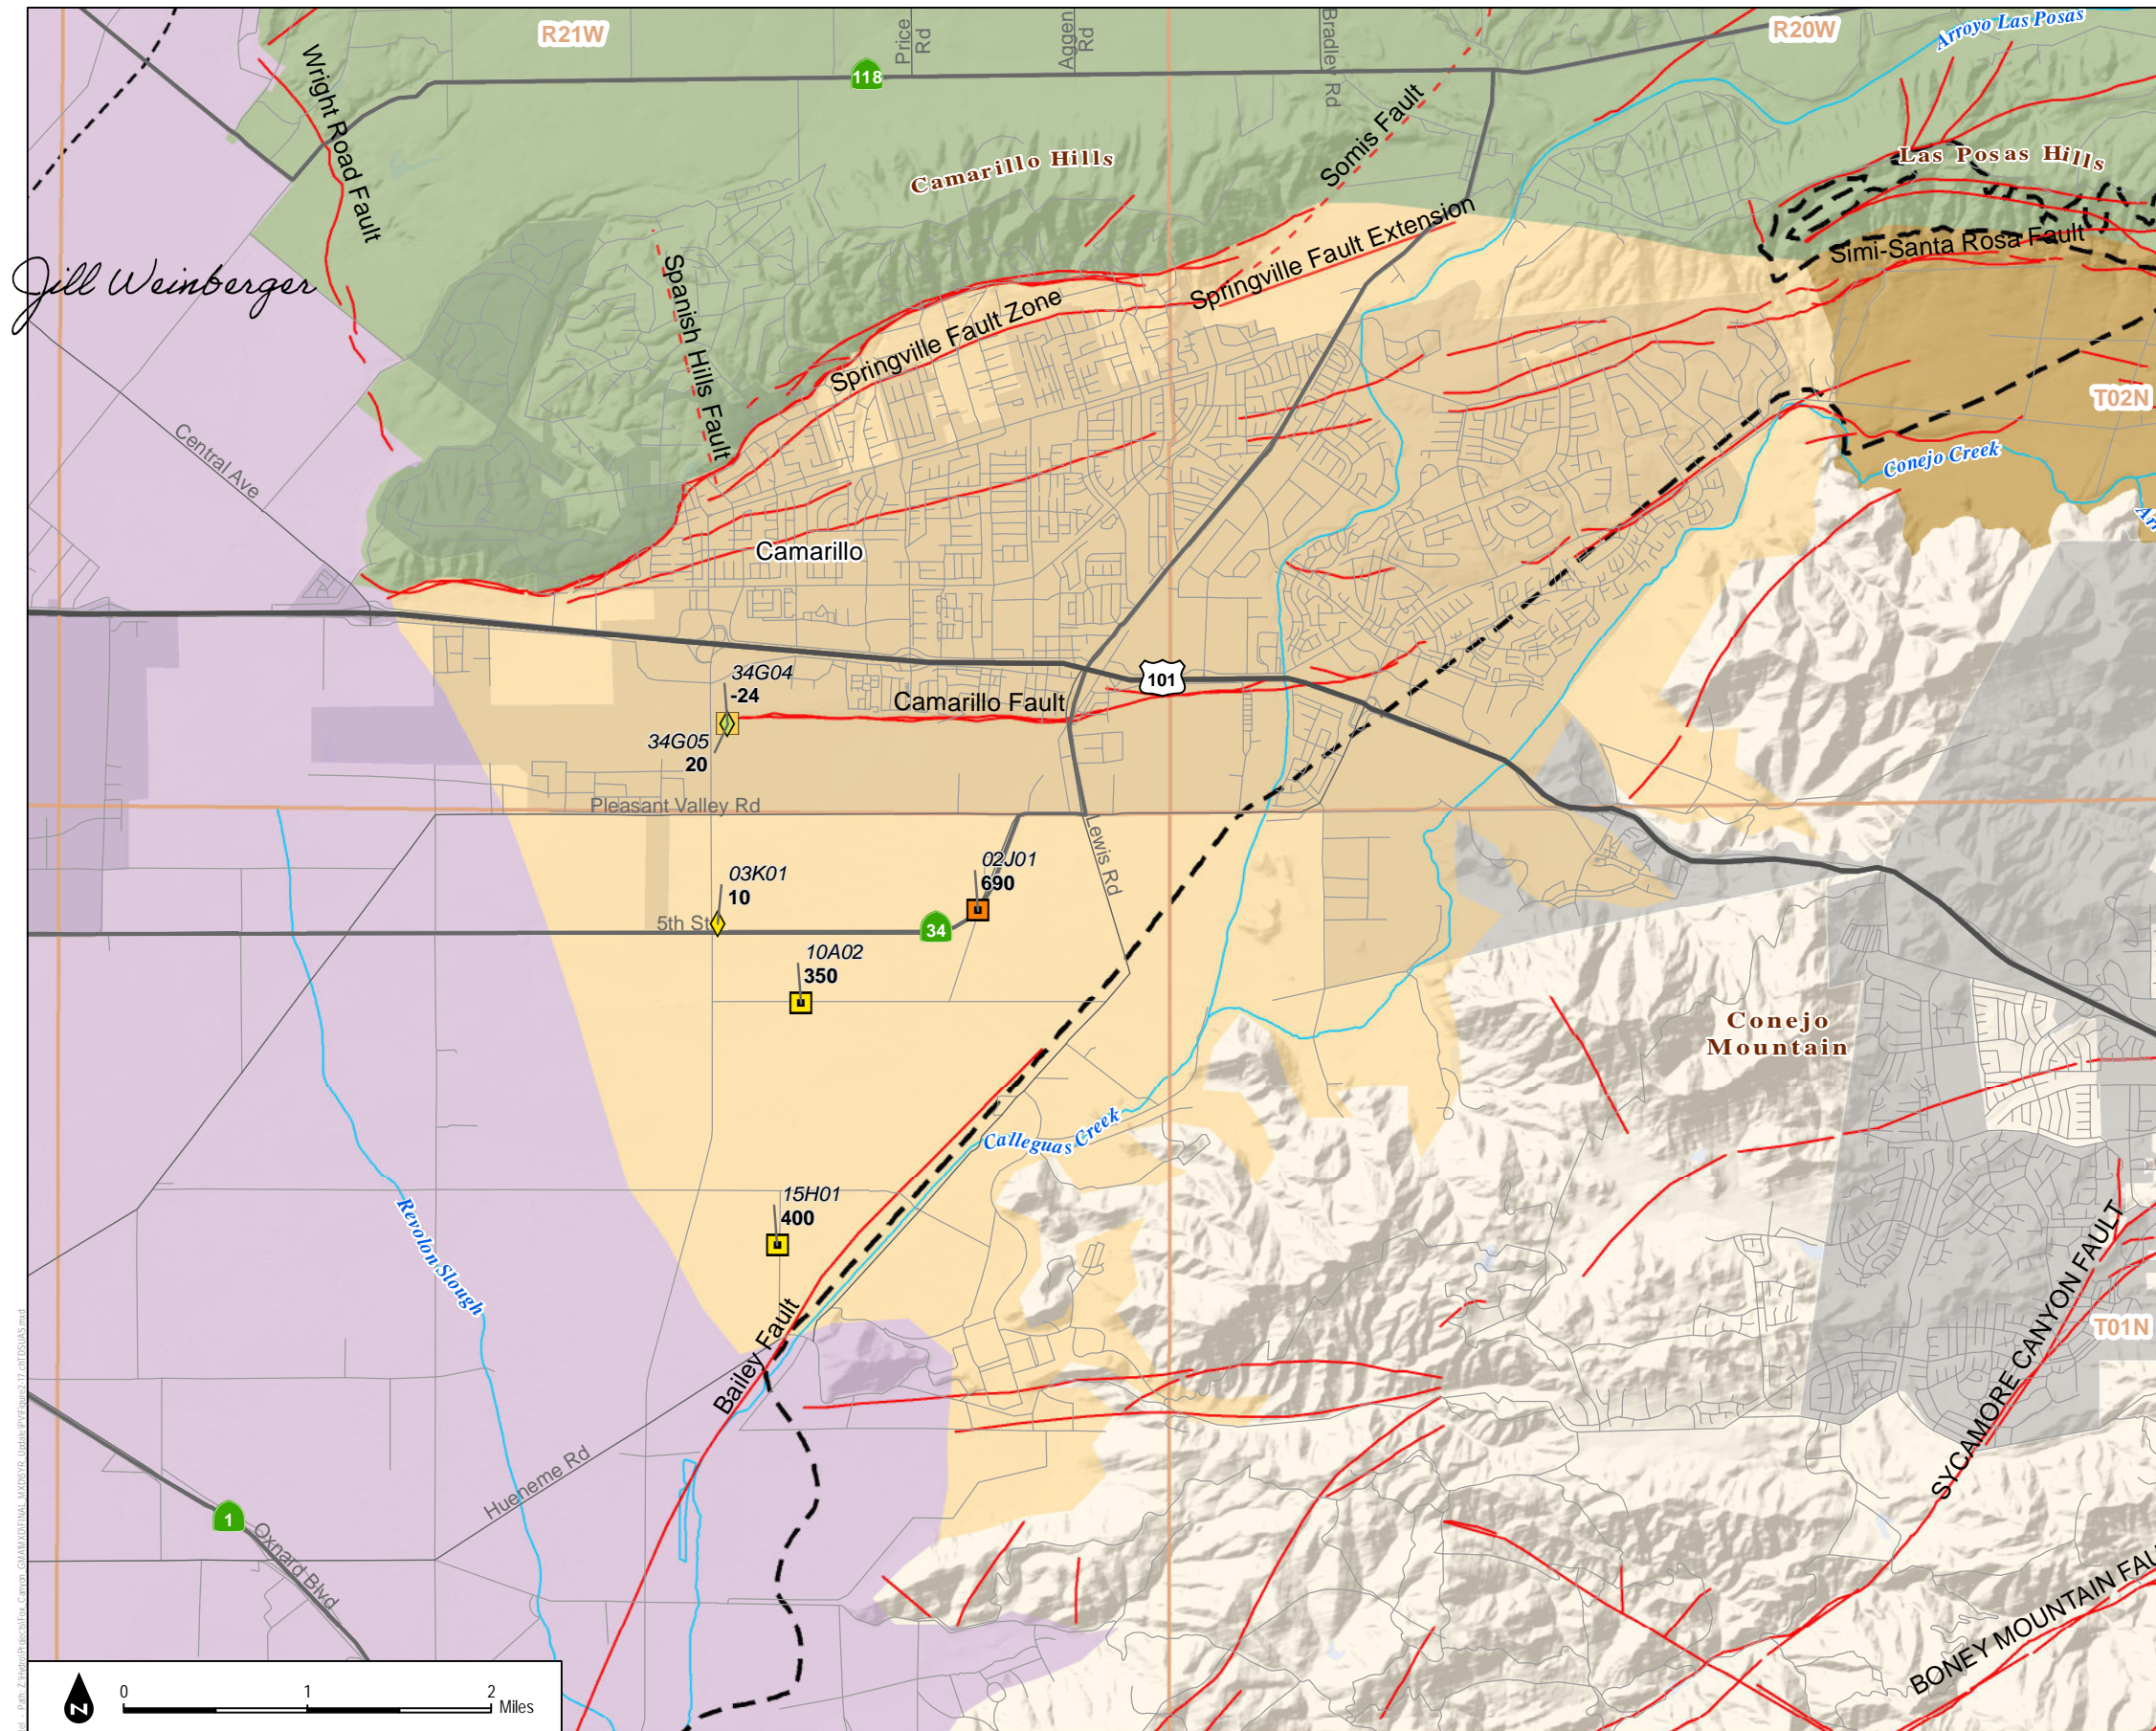 R21W
Price Rd
Aggen Rd
Bradley Rd
R20W
Arroyo Las Posas
118
Wright Road Fault
Camarillo Hills
Somis Fault
Las Posas Hills
Springville Fault Extension
Simi-Santa Rosa Fault
Jill Weinberger
Spanish Hills Fault
Springville Fault Zone
T02N
Central Ave
Conejo Creek
Camarillo
34G04
-24
101
Camarillo Fault
34G05
20
Pleasant Valley Rd
Lewis Rd
02J01
690
03K01
10
5th St
34
10A02
350
Conejo
Mountain
Calleguas Creek
15H01
400
Revolon Slough
SYCAMORE CANYON FAULT
T01N
Bailey Fault
Hueneme Rd
1
Oxnard Blvd
BONEY MOUNTAIN FAU
Z
0 1 2
Miles